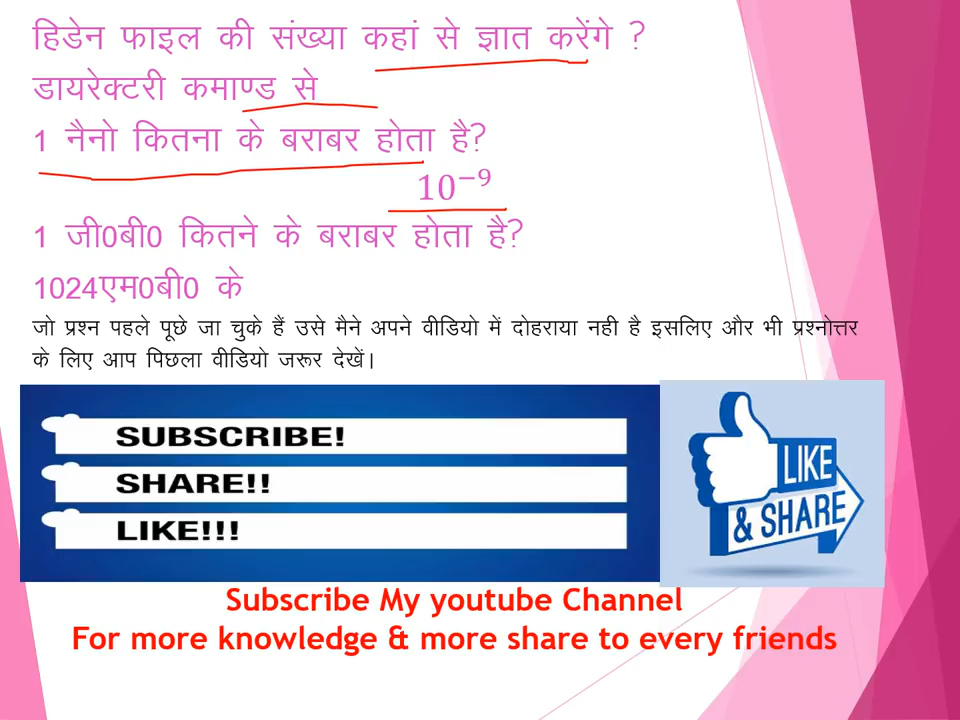 हिडेन फाइल की संख्या कहां से ज्ञात करेंगे ?
डायरेक्टरी कमाण्ड से
1 नैनो कितना के बराबर होता है?
10⁻⁹
1 जी0बी0 कितने के बराबर होता है?
1024एम0बी0 के
जो प्रश्न पहले पूछे जा चुके हैं उसे मैने अपने वीडियो में दोहराया नही है इसलिए और भी प्रश्नोत्तर
के लिए आप पिछला वीडियो जरूर देखें।
SUBSCRIBE!
SHARE!!
LIKE!!!
LIKE
& SHARE
Subscribe My youtube Channel
For more knowledge & more share to every friends